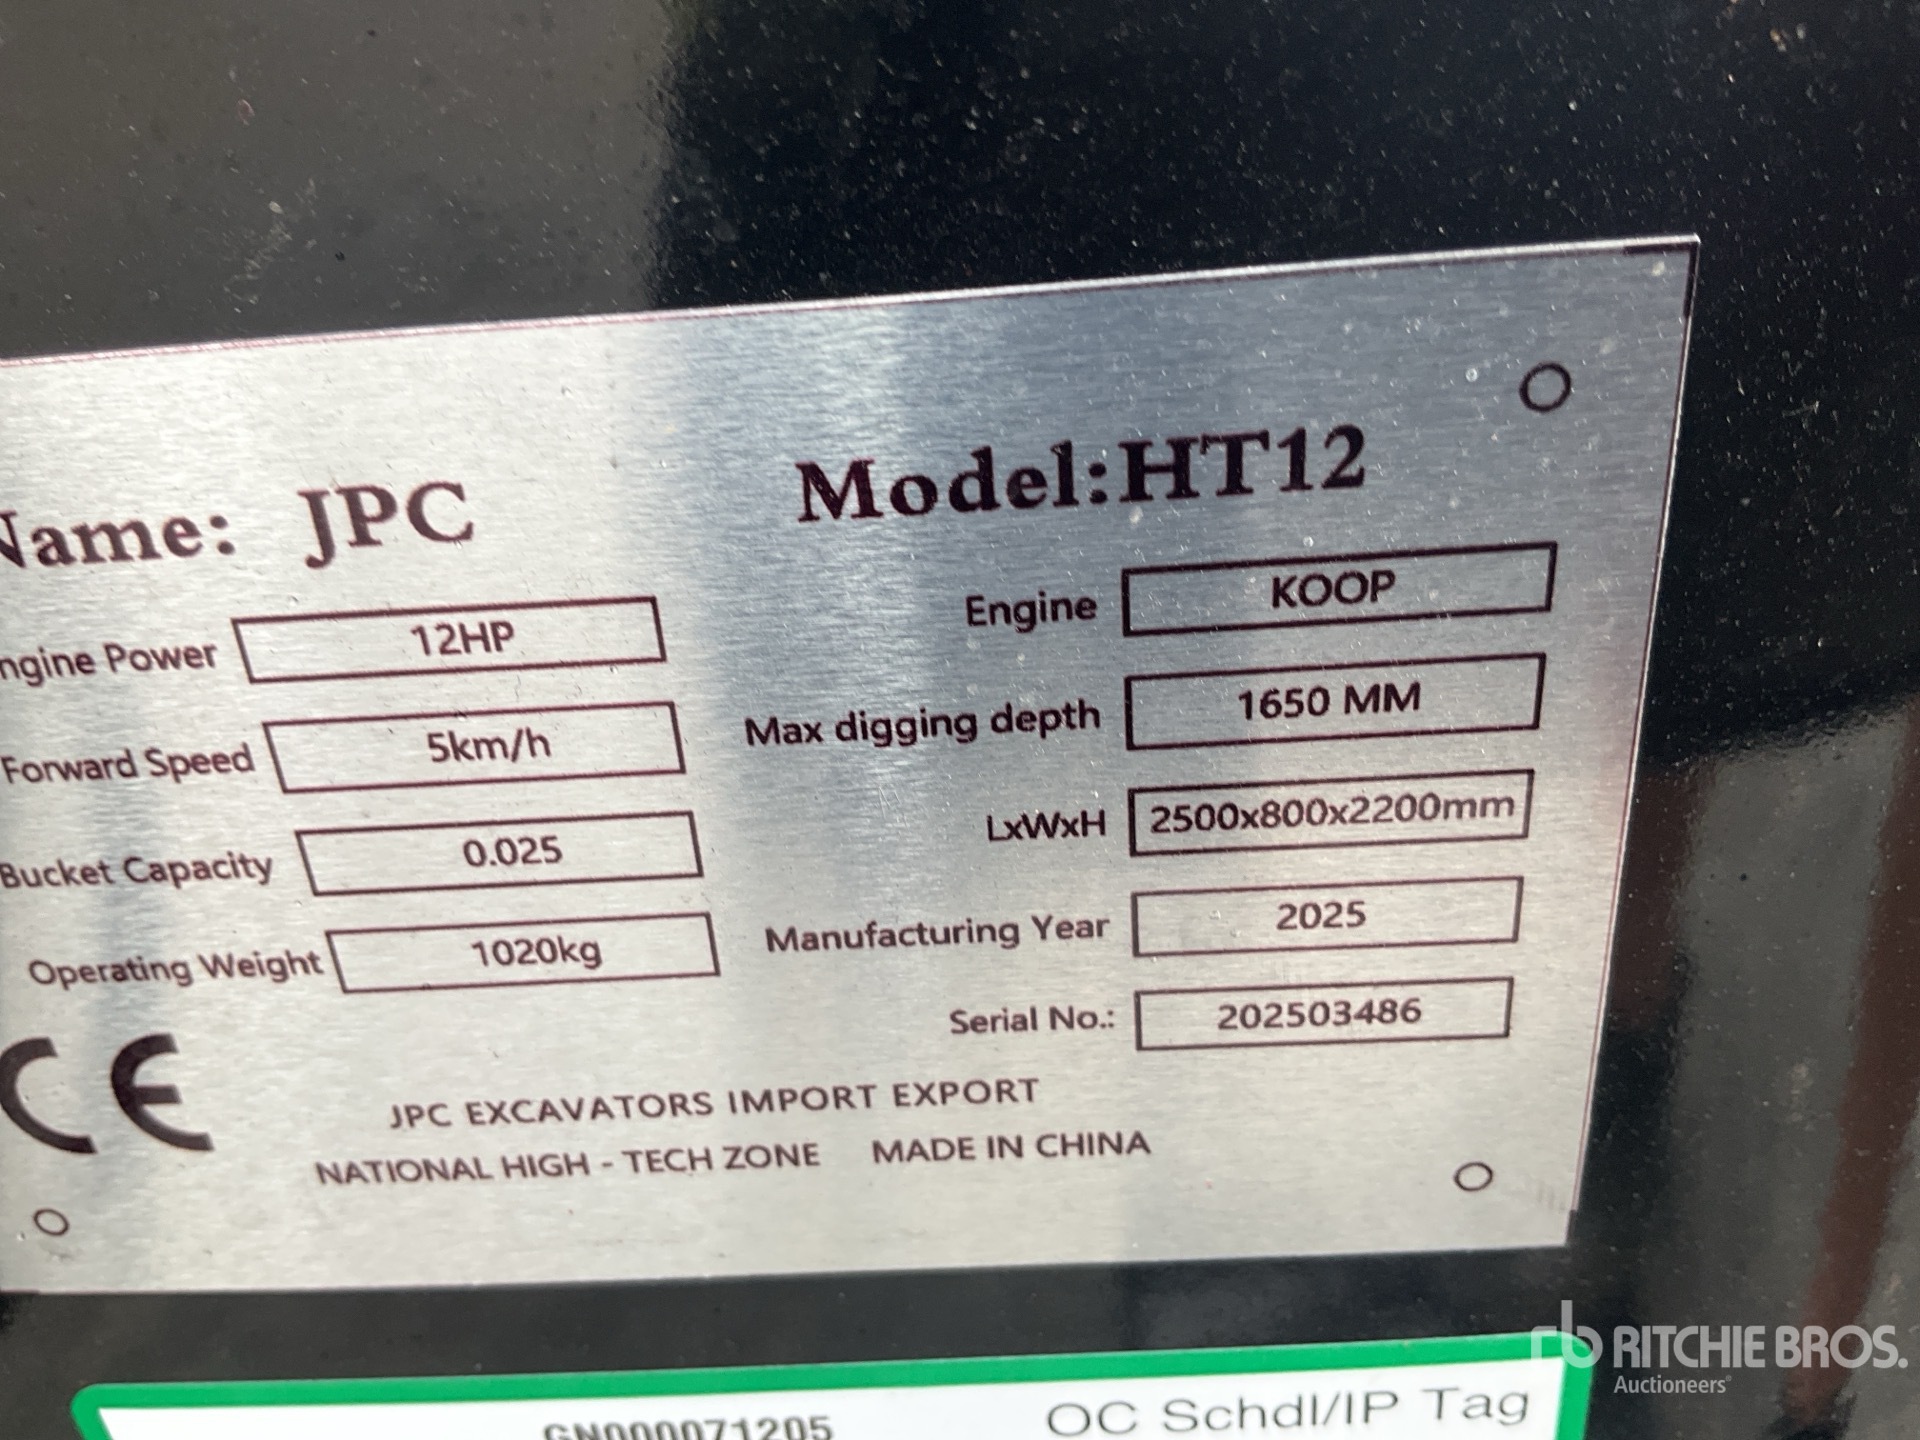 Name: JPC Model:HT12
Engine Power 12HP Engine KOOP
Forward Speed 5km/h Max digging depth 1650 MM
Bucket Capacity 0.025 LxWxH 2500x800x2200mm
Operating Weight 1020kg Manufacturing Year 2025
Serial No.: 202503486
CE
JPC EXCAVATORS IMPORT EXPORT
NATIONAL HIGH - TECH ZONE MADE IN CHINA
GN000071205 OC Schdl/IP Tag
rb RITCHIE BROS.
Auctioneers